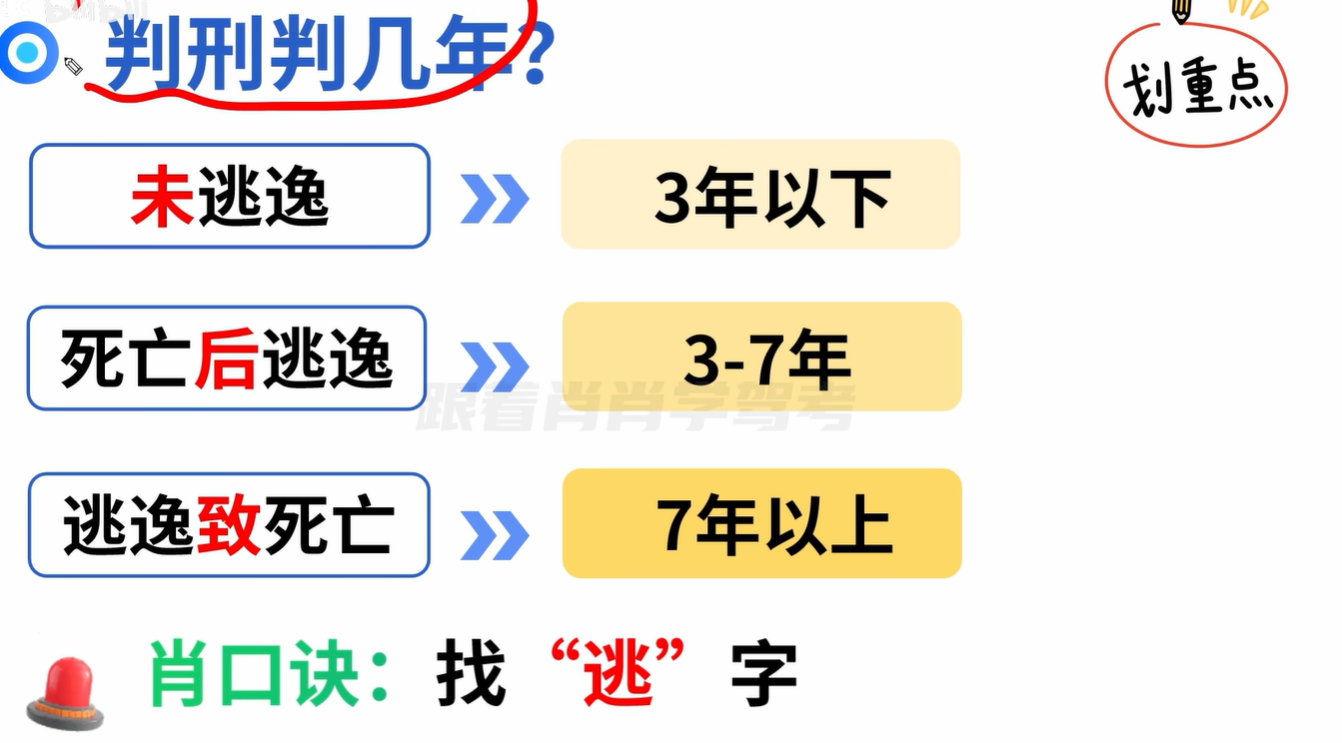 bilibili
判刑判几年?
划重点
未逃逸
3年以下
死亡后逃逸
3-7年
跟着肖肖学驾考
逃逸致死亡
7年以上
肖口诀：找“逃”字